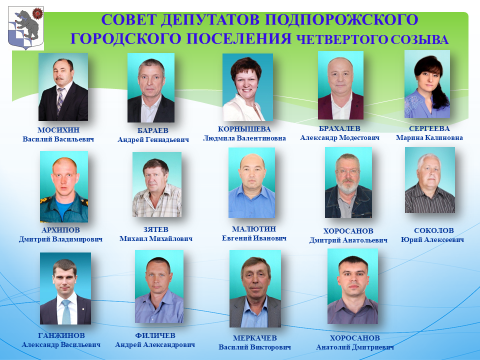 СОВЕТ ДЕПУТАТОВ ПОДПОРОЖСКОГО
ГОРОДСКОГО ПОСЕЛЕНИЯ ЧЕТВЕРТОГО СОЗЫВА
МОСИХИН
Василий Васильевич
БАРАЕВ
Андрей Геннадьевич
КОРНЫШЕВА
Людмила Валентиновна
БРАХАЛЕВ
Александр Модестович
СЕРГЕЕВА
Марина Калиновна
АРХИПОВ
Дмитрий Владимирович
ЗЯТЕВ
Михаил Михайлович
МАЛЮТИН
Евгений Иванович
ХОРОСАНОВ
Дмитрий Анатольевич
СОКОЛОВ
Юрий Алексеевич
ГАНЖИНОВ
Александр Васильевич
ФИЛИЧЕВ
Андрей Александрович
МЕРКАЧЕВ
Василий Викторович
ХОРОСАНОВ
Анатолий Дмитриевич